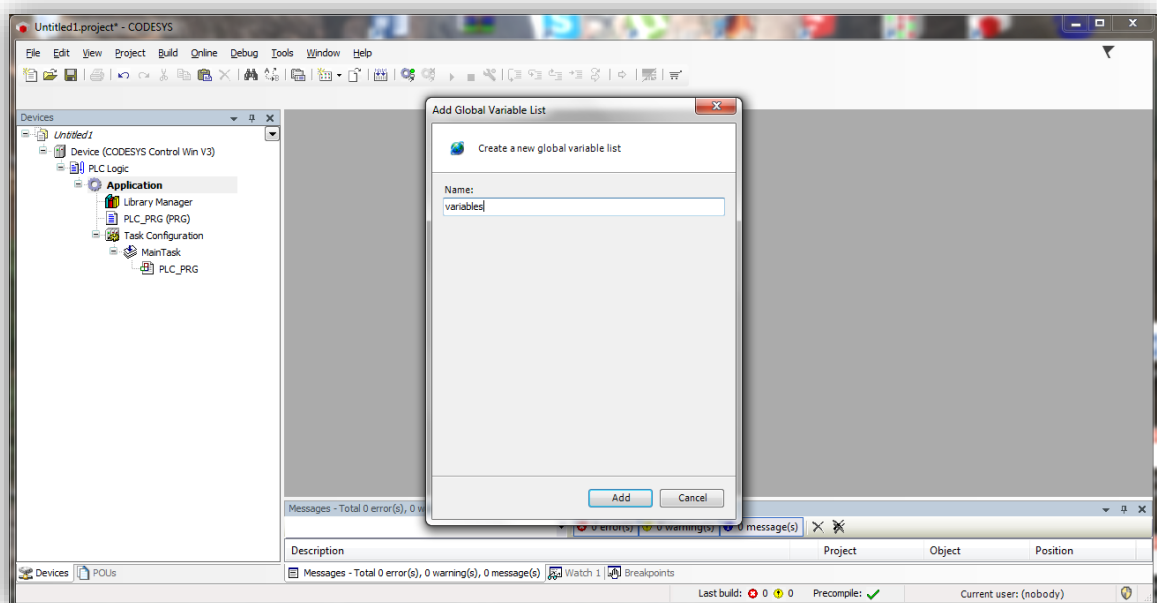 Untitled1.project* - CODESYS
File Edit View Project Build Online Debug Tools Window Help
Devices
Untitled1
Device (CODESYS Control Win V3)
PLC Logic
Application
Library Manager
PLC_PRG (PRG)
Task Configuration
MainTask
PLC_PRG
Add Global Variable List
Create a new global variable list
Name:
variables
Add Cancel
Messages - Total 0 error(s), 0 w
0 error(s) 0 warning(s) 0 message(s)
Description Project Object Position
Devices POUs Messages - Total 0 error(s), 0 warning(s), 0 message(s) Watch 1 Breakpoints
Last build: 0 0 Precompile: Current user: (nobody)